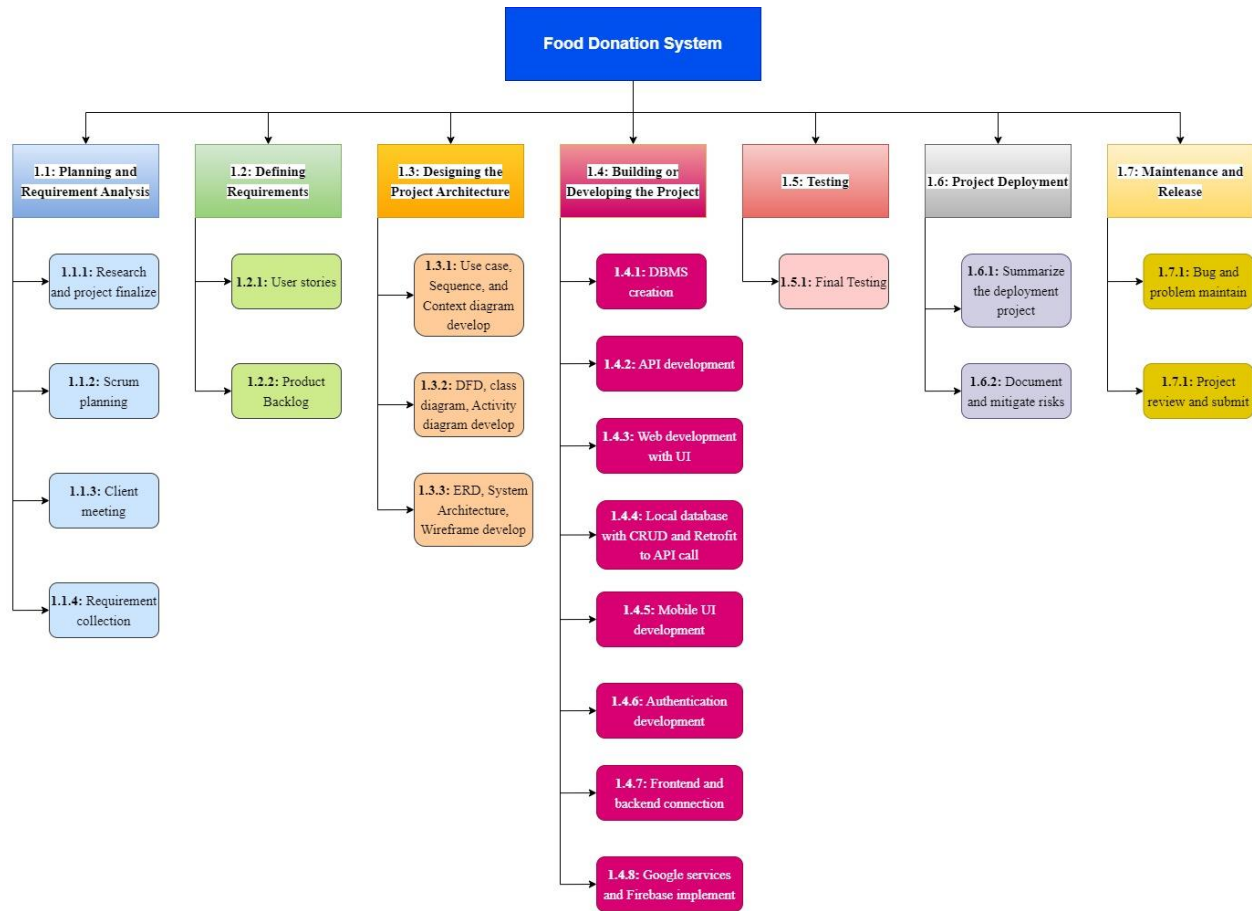 Food Donation System
1.1: Planning and
Requirement Analysis
1.1.1: Research
and project finalize
1.1.2: Scrum
planning
1.1.3: Client
meeting
1.1.4: Requirement
collection
1.2: Defining
Requirements
1.2.1: User stories
1.2.2: Product
Backlog
1.3: Designing the
Project Architecture
1.3.1: Use case,
Sequence, and
Context diagram
develop
1.3.2: DFD, class
diagram, Activity
diagram develop
1.3.3: ERD, System
Architecture,
Wireframe develop
1.4: Building or
Developing the Project
1.4.1: DBMS
creation
1.4.2: API development
1.4.3: Web development
with UI
1.4.4: Local database
with CRUD and Retrofit
to API call
1.4.5: Mobile UI
development
1.4.6: Authentication
development
1.4.7: Frontend and
backend connection
1.4.8: Google services
and Firebase implement
1.5: Testing
1.5.1: Final Testing
1.6: Project Deployment
1.6.1: Summarize
the deployment
project
1.6.2: Document
and mitigate risks
1.7: Maintenance and
Release
1.7.1: Bug and
problem maintain
1.7.1: Project
review and submit